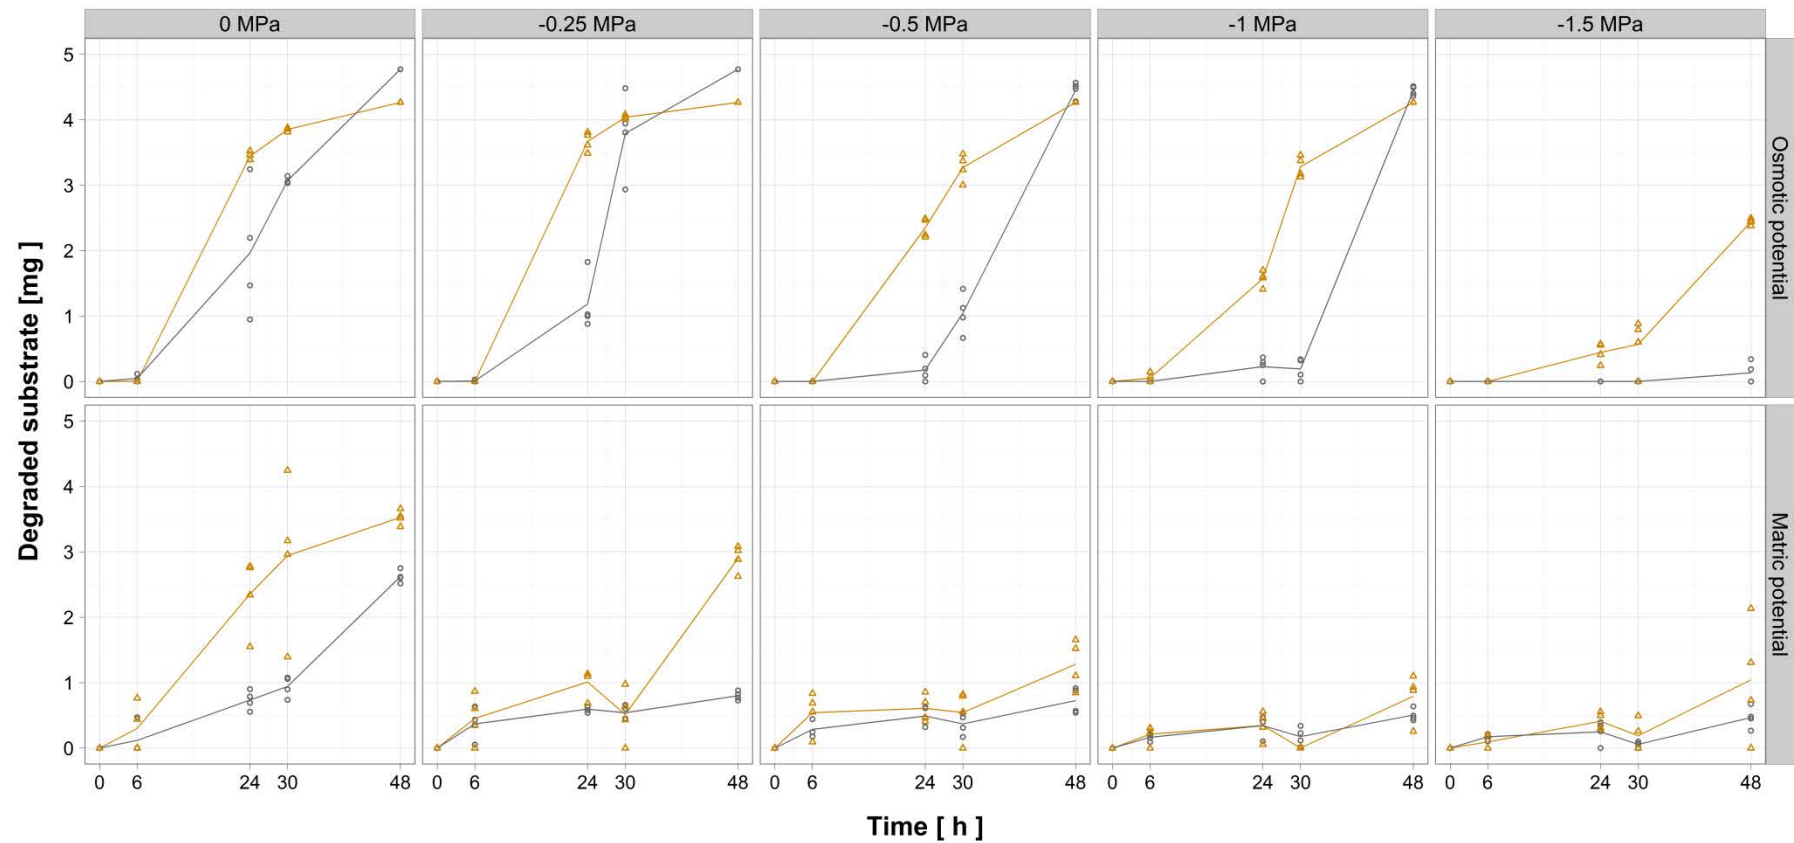 0 MPa -0.25 MPa -0.5 MPa -1 MPa -1.5 MPa
5
4
3
2
1
0
Osmotic potential
5
4
3
2
1
0
Matric potential
Degraded substrate [mg ]
0 6 24 30 48 0 6 24 30 48 0 6 24 30 48 0 6 24 30 48 0 6 24 30 48
Time [ h ]